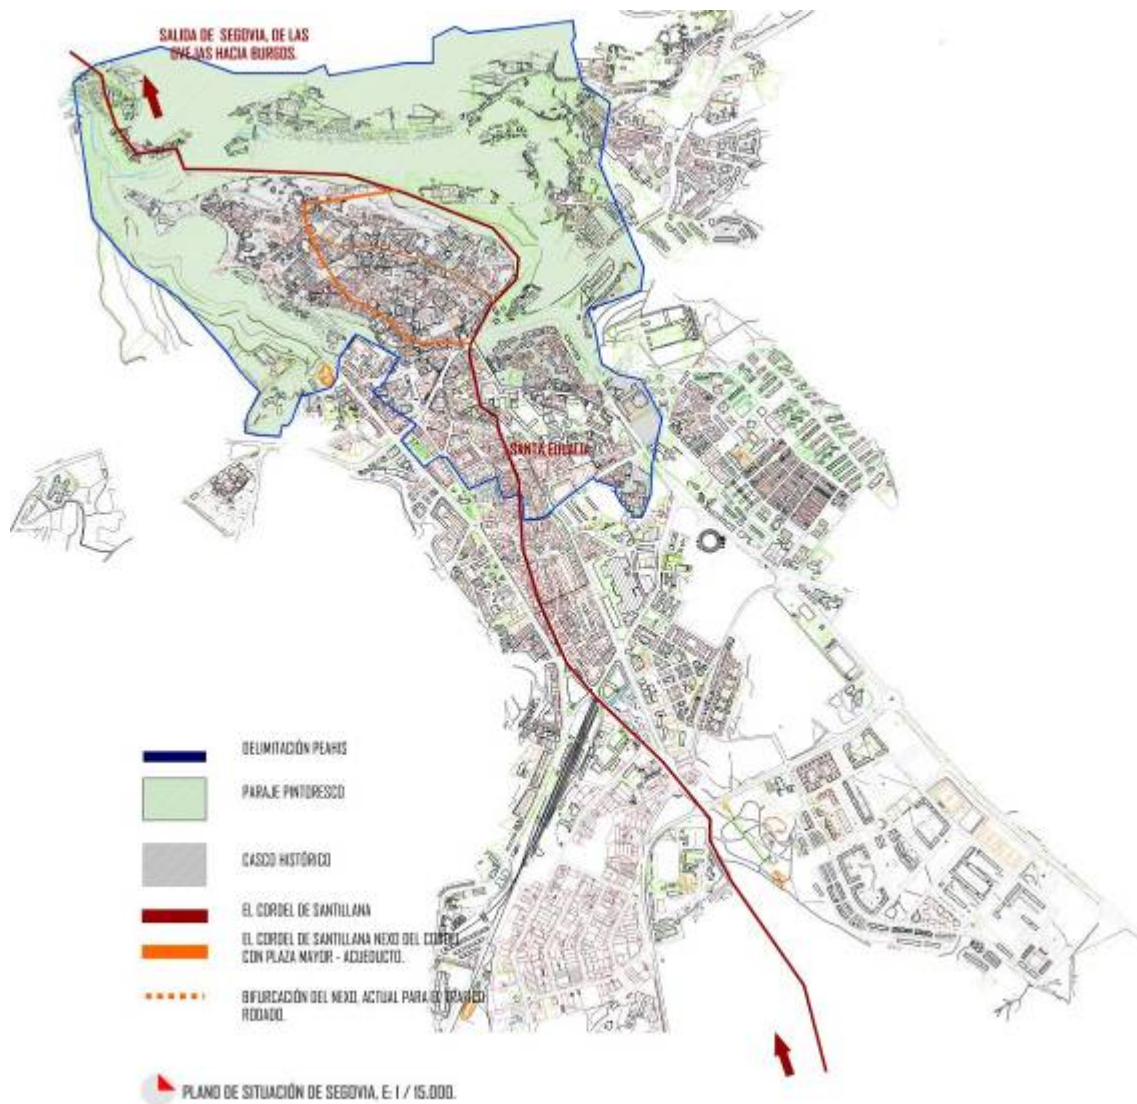 SALIDA DE SEGOVIA, DE LAS
OVEJAS HACIA BURGOS.
SANTA EULALIA
DELIMITACIÓN PEAHIS
PARAJE PINTORESCO
CASCO HISTÓRICO
EL CORDEL DE SANTILLANA
EL CORDEL DE SANTILLANA NEXO DEL CORDEL
CON PLAZA MAYOR - ACUEDUCTO.
BIFURCACIÓN DEL NEXO, ACTUAL PARA EL TRÁFICO
RODADO.
PLANO DE SITUACIÓN DE SEGOVIA, E: 1 / 15.000.